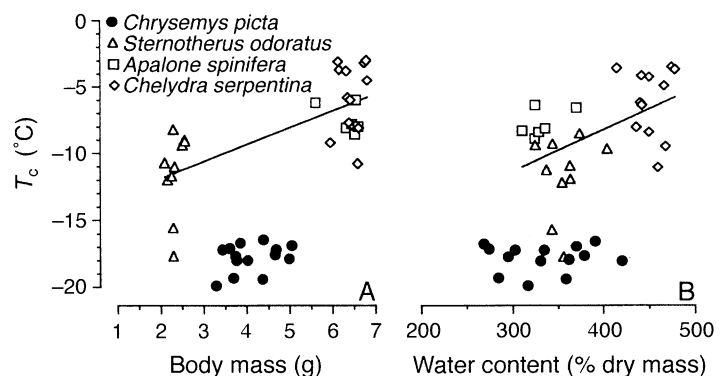 0
−5
−10
−15
−20
T_c (°C)
Chrysemys picta
Sternotherus odoratus
Apalone spinifera
Chelydra serpentina
A
B
1 2 3 4 5 6 7
200 300 400 500
Body mass (g)
Water content (% dry mass)